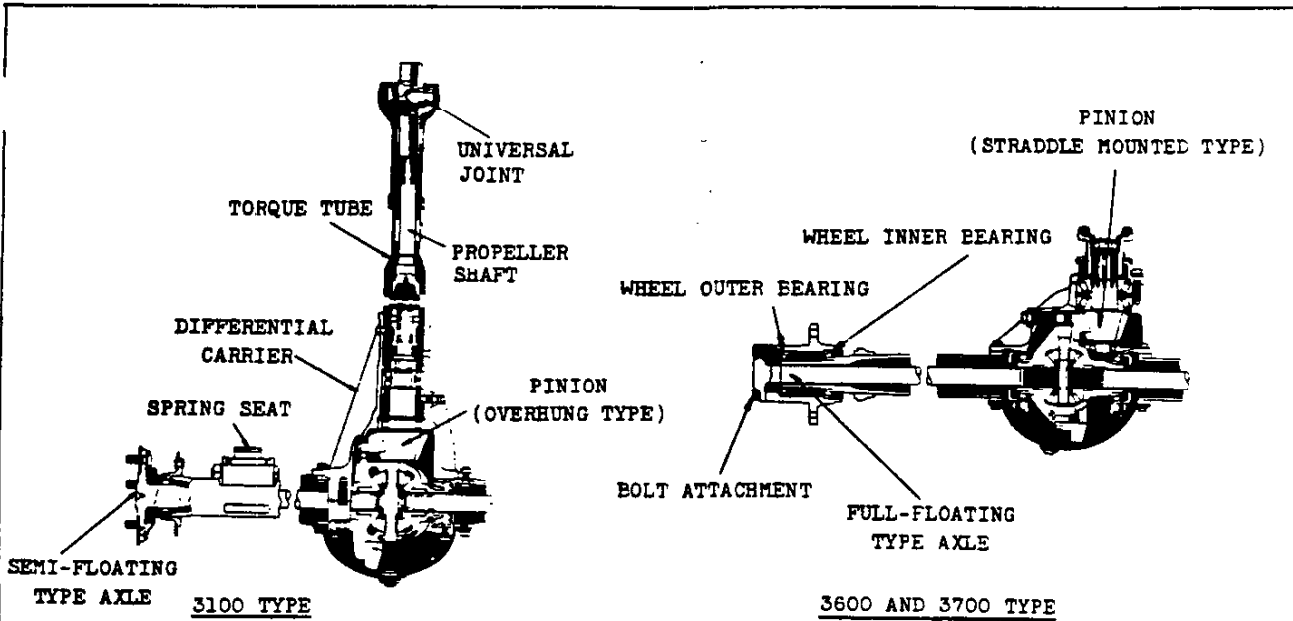 UNIVERSAL
JOINT
TORQUE TUBE
PROPELLER
SHAFT
DIFFERENTIAL
CARRIER
PINION
(OVERHUNG TYPE)
SPRING SEAT
SEMI-FLOATING
TYPE AXLE
3100 TYPE
PINION
(STRADDLE MOUNTED TYPE)
WHEEL INNER BEARING
WHEEL OUTER BEARING
BOLT ATTACHMENT
FULL-FLOATING
TYPE AXLE
3600 AND 3700 TYPE